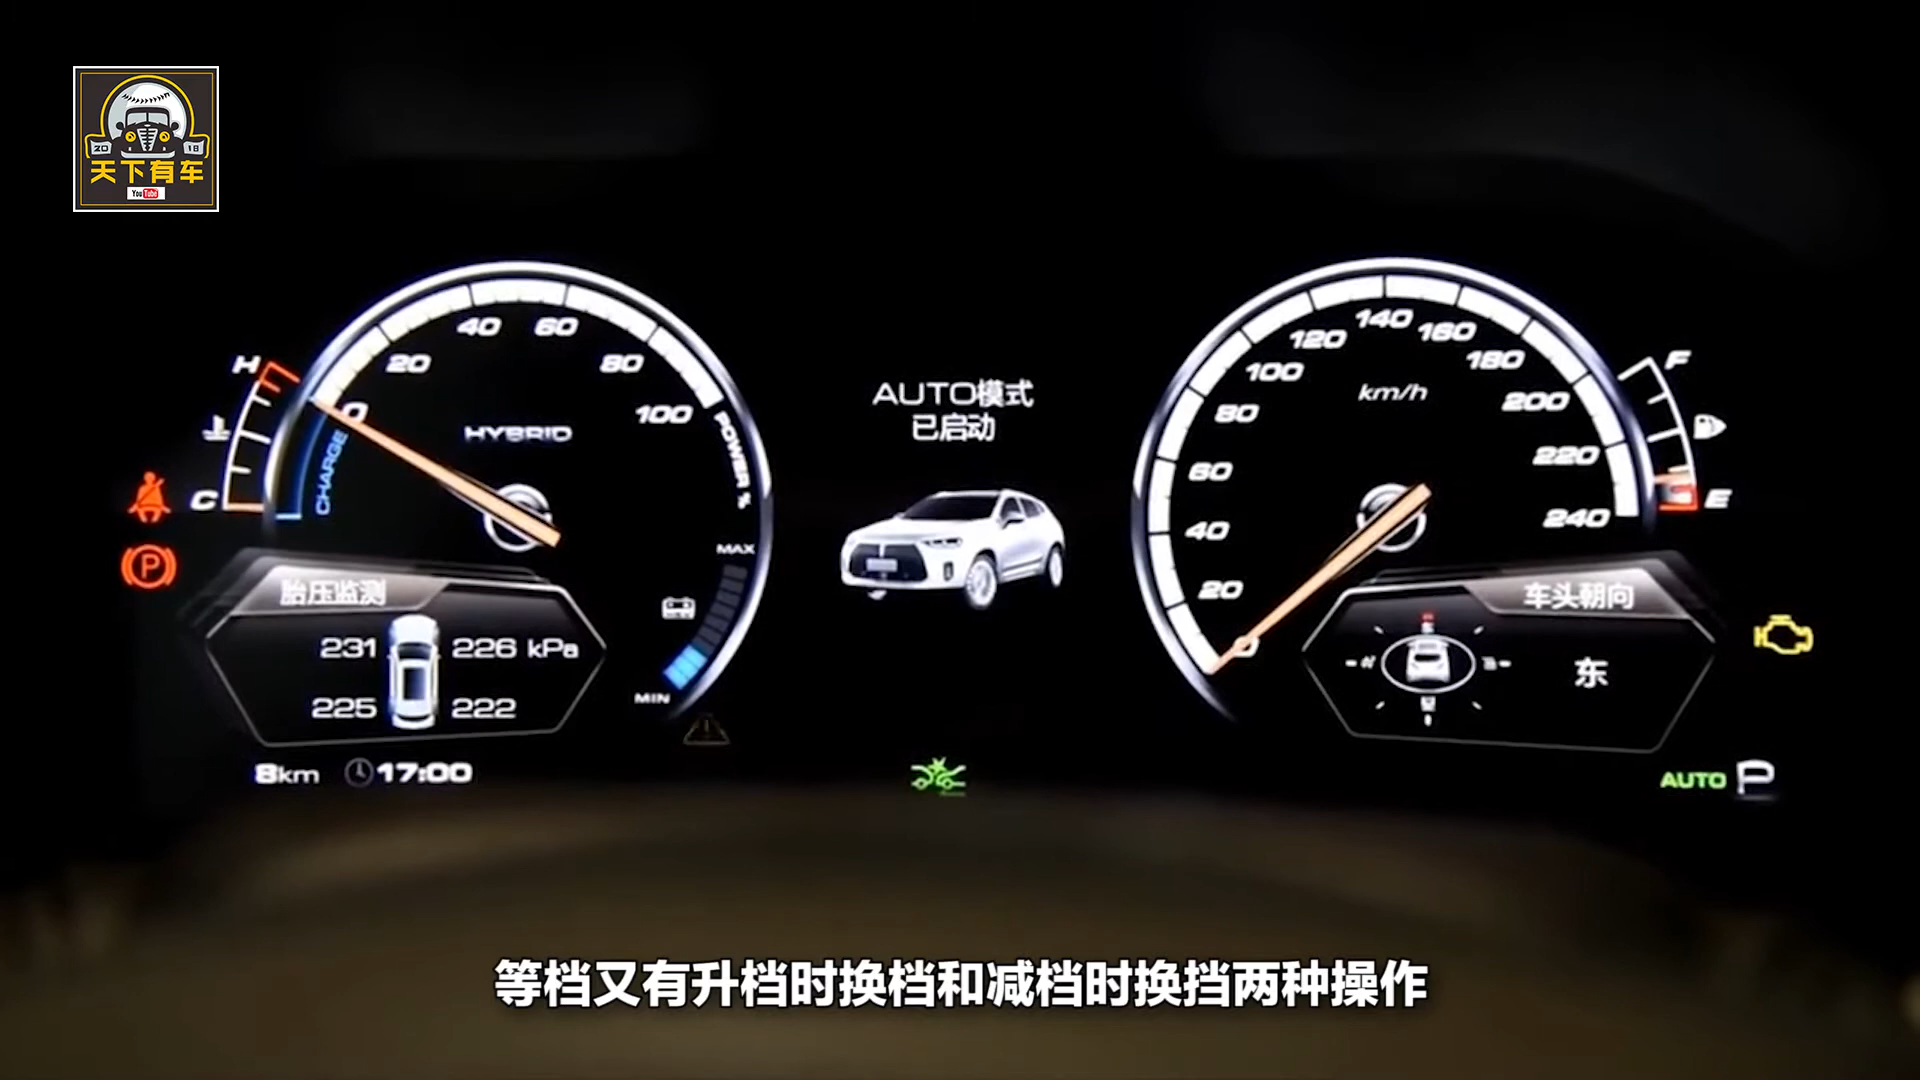 20 18
天下有车
YouTube
40 60
20 80
0 100
HYBRID
CHARGE
POWER %
H
C
MAX
MIN
胎压监测
231 226 kPa
225 222
8km 17:00
AUTO模式
已启动
140
120 160
100 180
80 200
60 220
40 240
20
0
km/h
F
E
车头朝向
东
AUTO P
P
等档又有升档时换档和减档时换挡两种操作